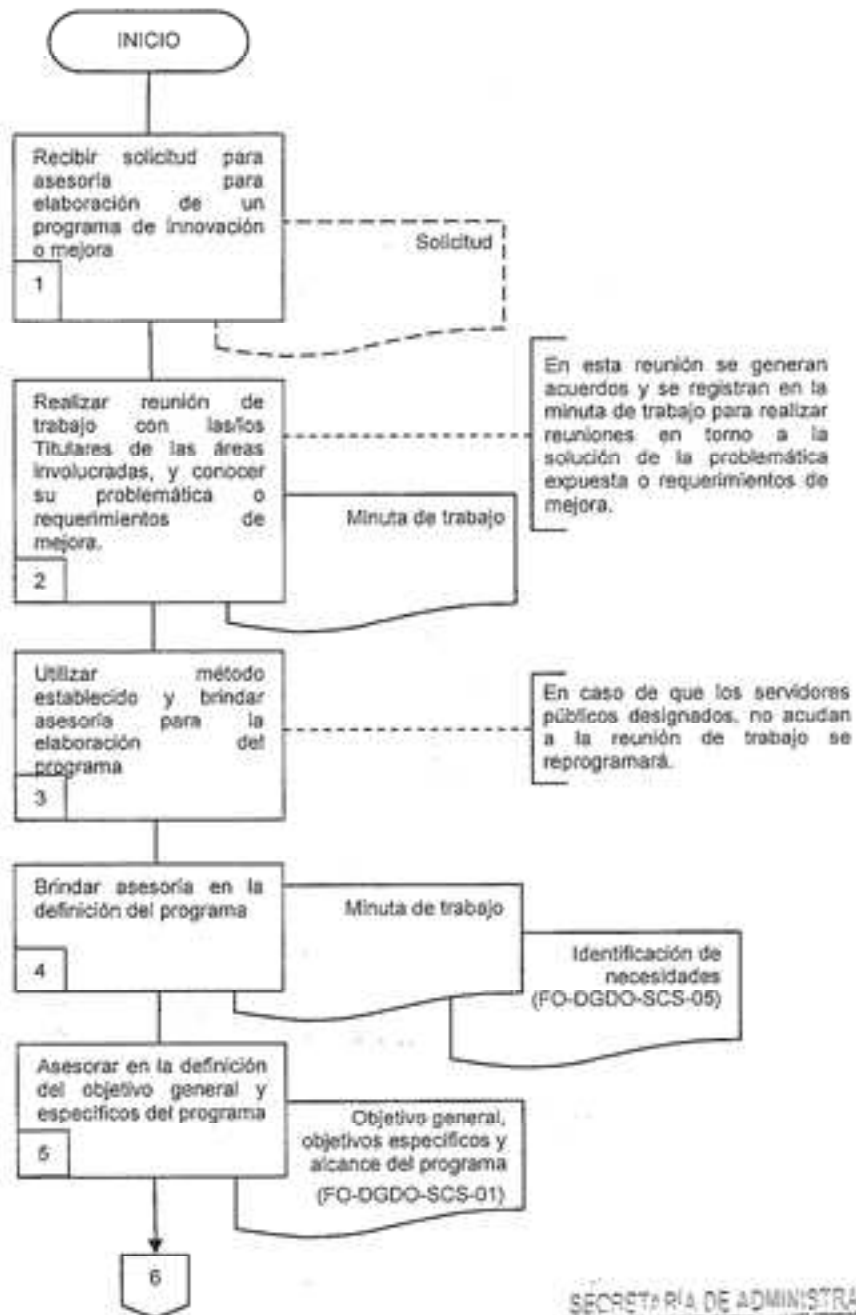 INICIO
Recibir solicitud para
asesoría para
elaboración de un
programa de innovación
o mejora
1
Solicitud
Realizar reunión de
trabajo con las/los
Titulares de las áreas
involucradas, y conocer
su problemática o
requerimientos de
mejora.
2
Minuta de trabajo
En esta reunión se generan
acuerdos y se registran en la
minuta de trabajo para realizar
reuniones en torno a la
solución de la problemática
expuesta o requerimientos de
mejora.
Utilizar método
establecido y brindar
asesoría para la
elaboración del
programa
3
En caso de que los servidores
públicos designados, no acudan
a la reunión de trabajo se
reprogramará.
Brindar asesoría en la
definición del programa
4
Minuta de trabajo
Identificación de
necesidades
(FO-DGDO-SCS-05)
Asesorar en la definición
del objetivo general y
específicos del programa
5
Objetivo general,
objetivos específicos y
alcance del programa
(FO-DGDO-SCS-01)
6
SECRETARÍA DE ADMINISTRA